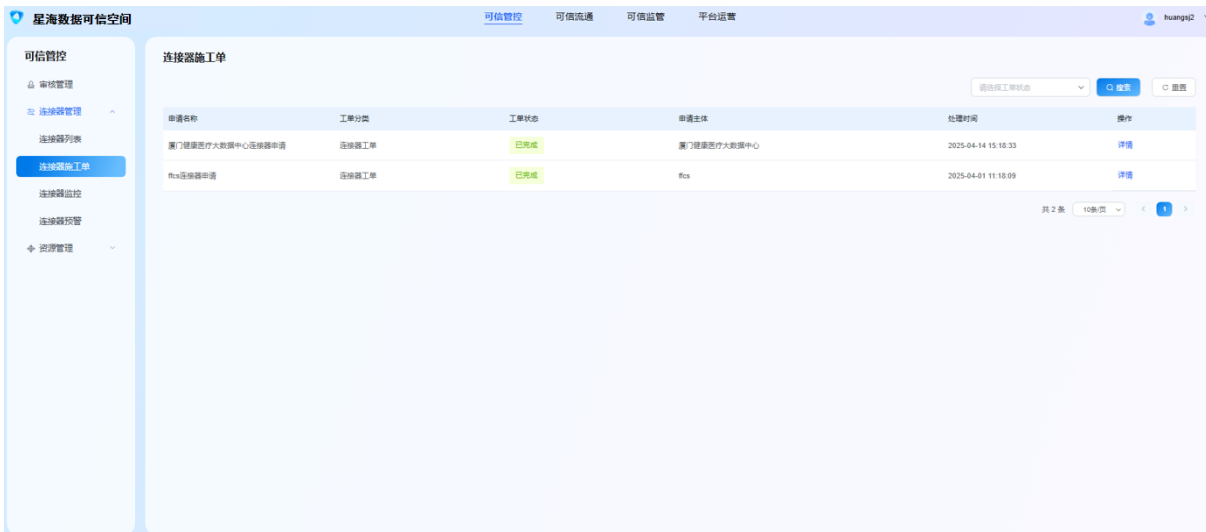 星海数据可信空间 可信管控 可信流通 可信监管 平台运营 huangsj2
可信管控
审核管理
连接器管理
连接器列表
连接器施工单
连接器监控
连接器预警
资源管理
连接器施工单
请选择工单状态 搜索 重置
申请名称 工单分类 工单状态 申请主体 处理时间 操作
厦门健康医疗大数据中心连接器申请 连接器工单 已完成 厦门健康医疗大数据中心 2025-04-14 15:18:33 详情
ffcs连接器申请 连接器工单 已完成 ffcs 2025-04-01 11:18:09 详情
共 2 条 10条/页 1